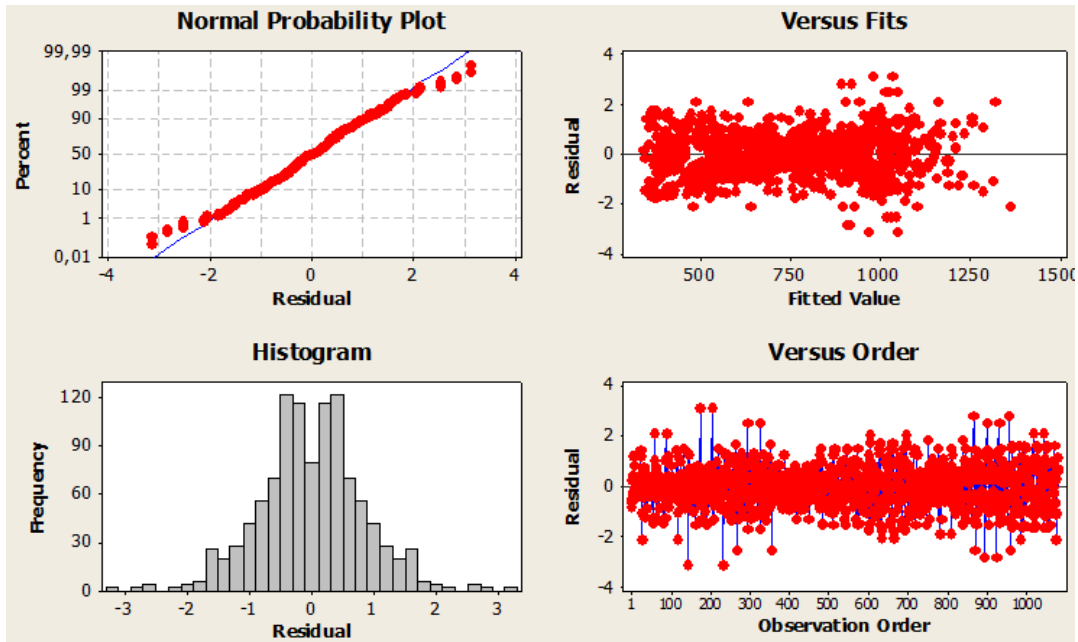 Normal Probability Plot
99,99
99
90
50
10
1
0,01
Percent
-4 -2 0 2 4
Residual
Versus Fits
4
2
0
-2
-4
Residual
500 750 1000 1250 1500
Fitted Value
Histogram
120
90
60
30
0
Frequency
-3 -2 -1 0 1 2 3
Residual
Versus Order
4
2
0
-2
-4
Residual
1 100 200 300 400 500 600 700 800 900 1000
Observation Order